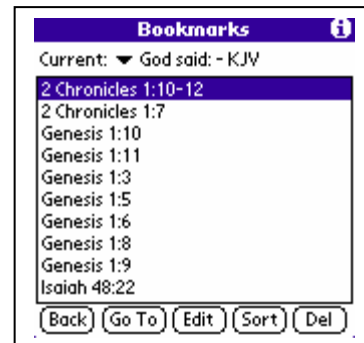 Bookmarks i
Current: God said: - KJV
2 Chronicles 1:10-12
2 Chronicles 1:7
Genesis 1:10
Genesis 1:11
Genesis 1:3
Genesis 1:5
Genesis 1:6
Genesis 1:8
Genesis 1:9
Isaiah 48:22
Back Go To Edit Sort Del